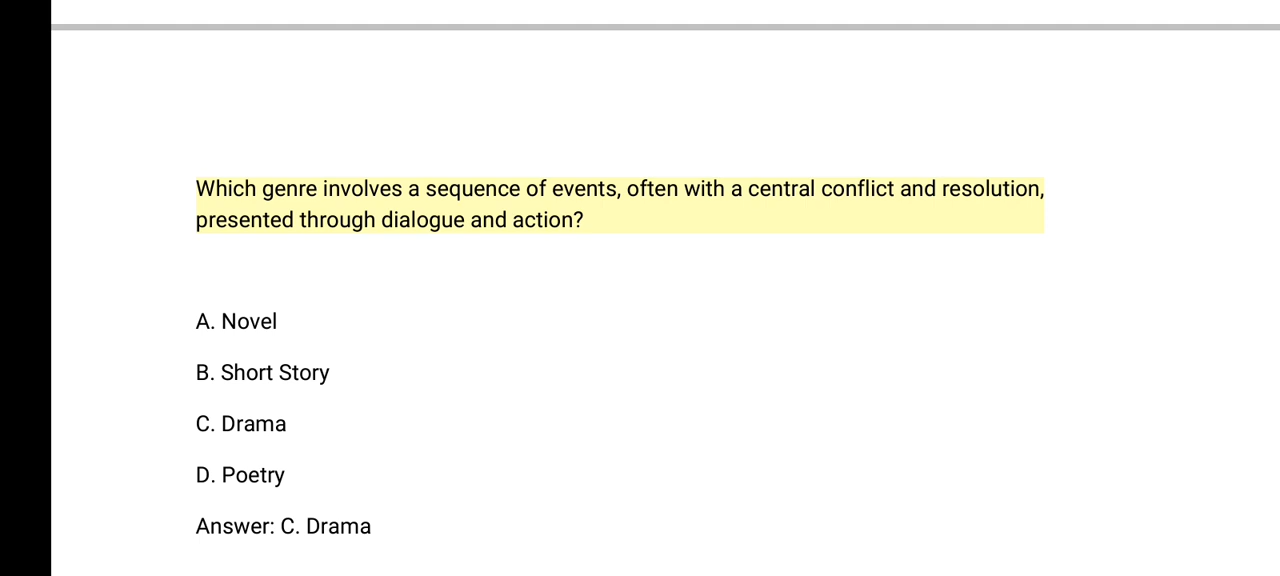 Which genre involves a sequence of events, often with a central conflict and resolution,
presented through dialogue and action?
A. Novel
B. Short Story
C. Drama
D. Poetry
Answer: C. Drama